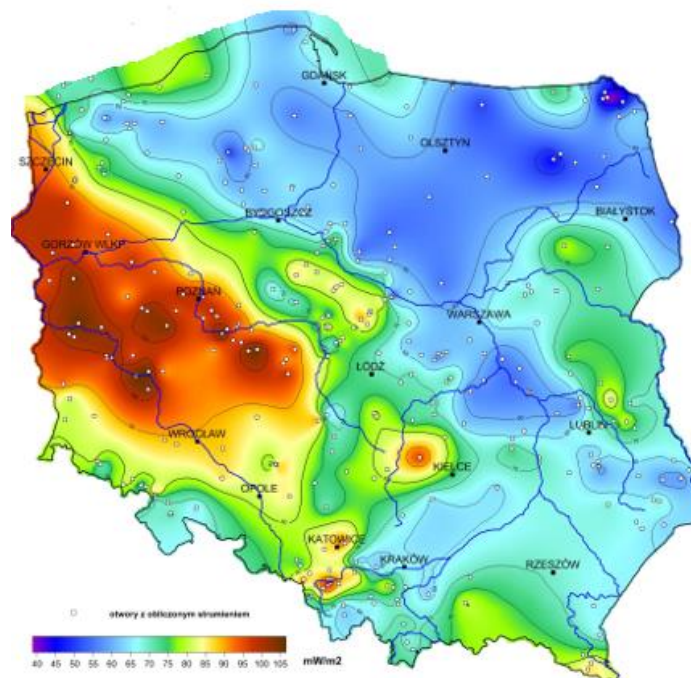 GDAŃSK
OLSZTYN
SZCZECIN
BYDGOSZCZ
BIAŁYSTOK
GORZÓW WLKP
POZNAŃ
WARSZAWA
ŁÓDŹ
WROCŁAW
LUBLIN
KIELCE
OPOLE
KATOWICE
KRAKÓW
RZESZÓW
otwory z obliczonym strumieniem
40 45 50 55 60 65 70 75 80 85 90 95 100 105 mW/m2